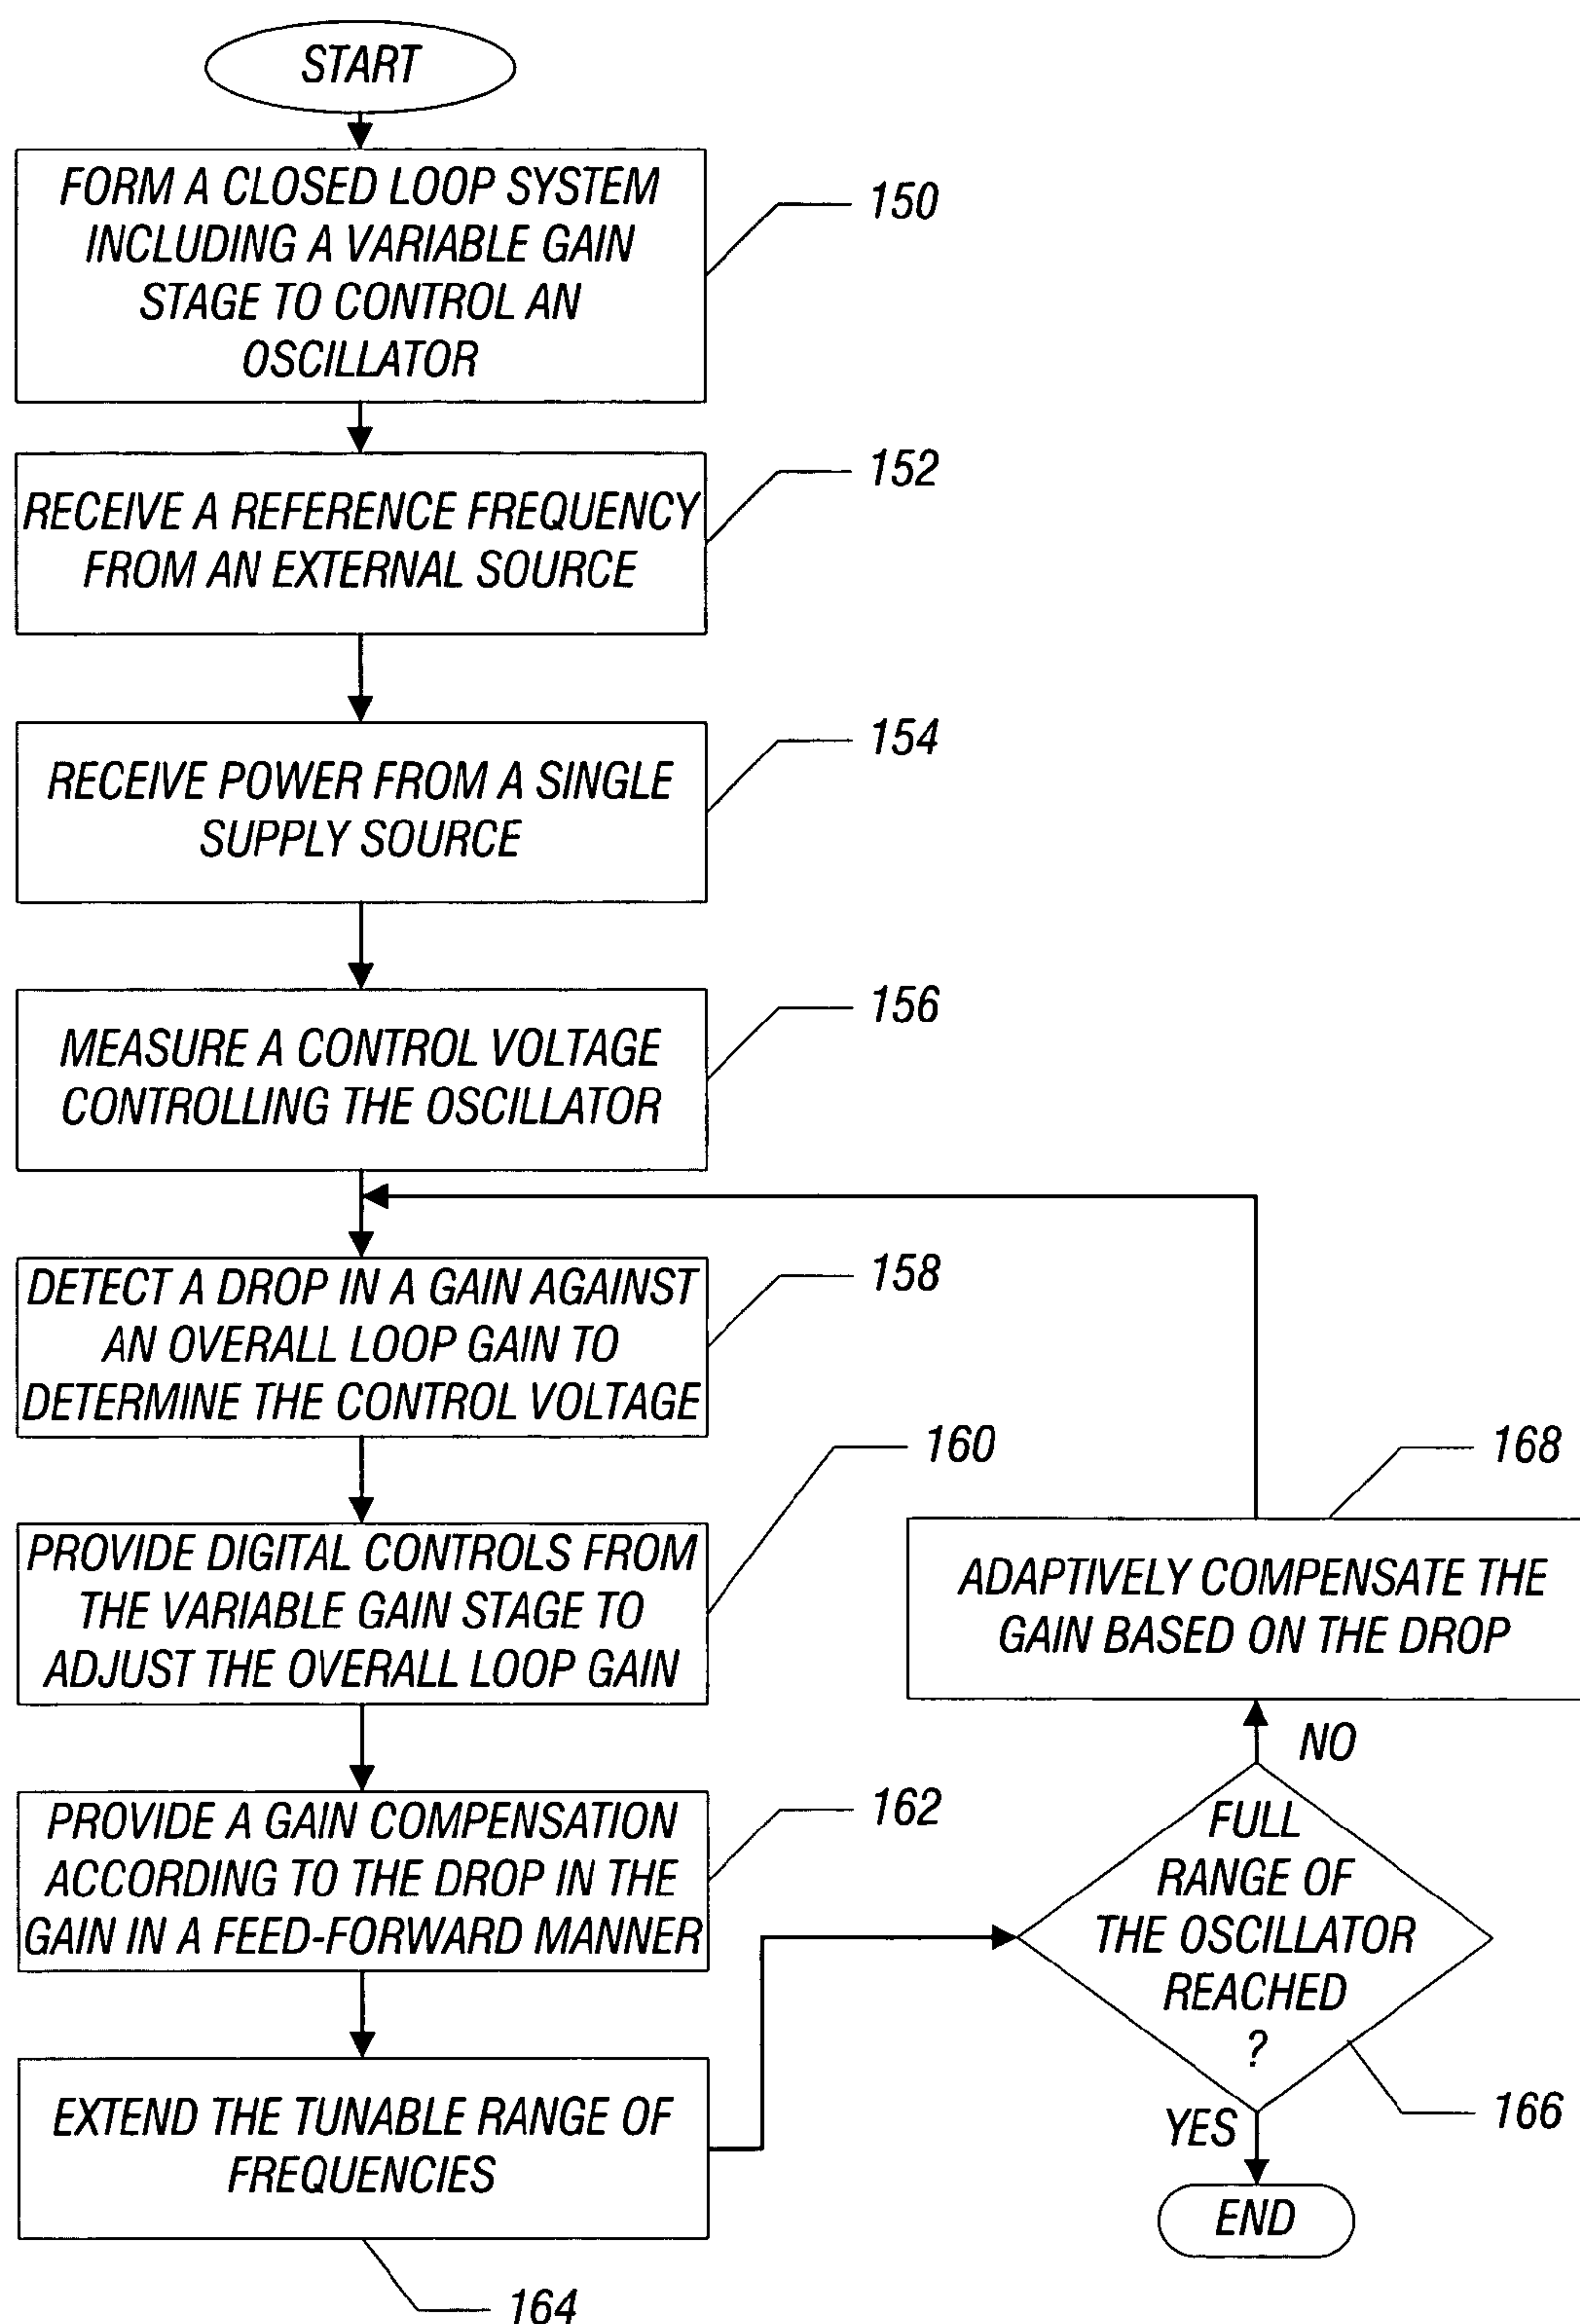 START
FORM A CLOSED LOOP SYSTEM
INCLUDING A VARIABLE GAIN
STAGE TO CONTROL AN
OSCILLATOR
150
RECEIVE A REFERENCE FREQUENCY
FROM AN EXTERNAL SOURCE
152
RECEIVE POWER FROM A SINGLE
SUPPLY SOURCE
154
MEASURE A CONTROL VOLTAGE
CONTROLLING THE OSCILLATOR
156
DETECT A DROP IN A GAIN AGAINST
AN OVERALL LOOP GAIN TO
DETERMINE THE CONTROL VOLTAGE
158
PROVIDE DIGITAL CONTROLS FROM
THE VARIABLE GAIN STAGE TO
ADJUST THE OVERALL LOOP GAIN
160
PROVIDE A GAIN COMPENSATION
ACCORDING TO THE DROP IN THE
GAIN IN A FEED-FORWARD MANNER
162
EXTEND THE TUNABLE RANGE OF
FREQUENCIES
164
FULL
RANGE OF
THE OSCILLATOR
REACHED
?
166
NO
ADAPTIVELY COMPENSATE THE
GAIN BASED ON THE DROP
168
YES
END